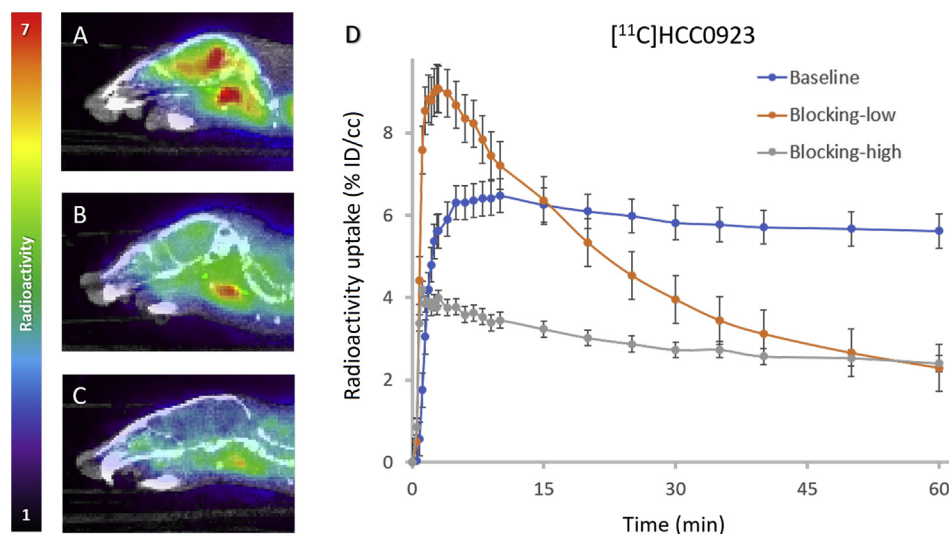 7
Radioactivity
1
A
B
C
D
[¹¹C]HCC0923
Baseline
Blocking-low
Blocking-high
Radioactivity uptake (% ID/cc)
8
6
4
2
0
0 15 30 45 60
Time (min)